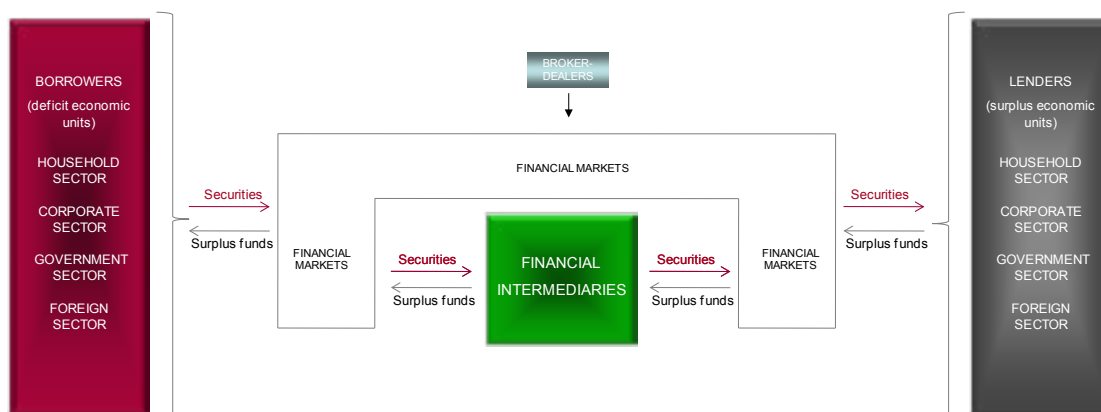 BORROWERS
(deficit economic
units)
HOUSEHOLD
SECTOR
CORPORATE
SECTOR
GOVERNMENT
SECTOR
FOREIGN
SECTOR
Securities
Surplus funds
BROKER-
DEALERS
FINANCIAL MARKETS
FINANCIAL
MARKETS
Securities
Surplus funds
FINANCIAL
INTERMEDIARIES
Securities
Surplus funds
FINANCIAL
MARKETS
Securities
Surplus funds
LENDERS
(surplus economic
units)
HOUSEHOLD
SECTOR
CORPORATE
SECTOR
GOVERNMENT
SECTOR
FOREIGN
SECTOR